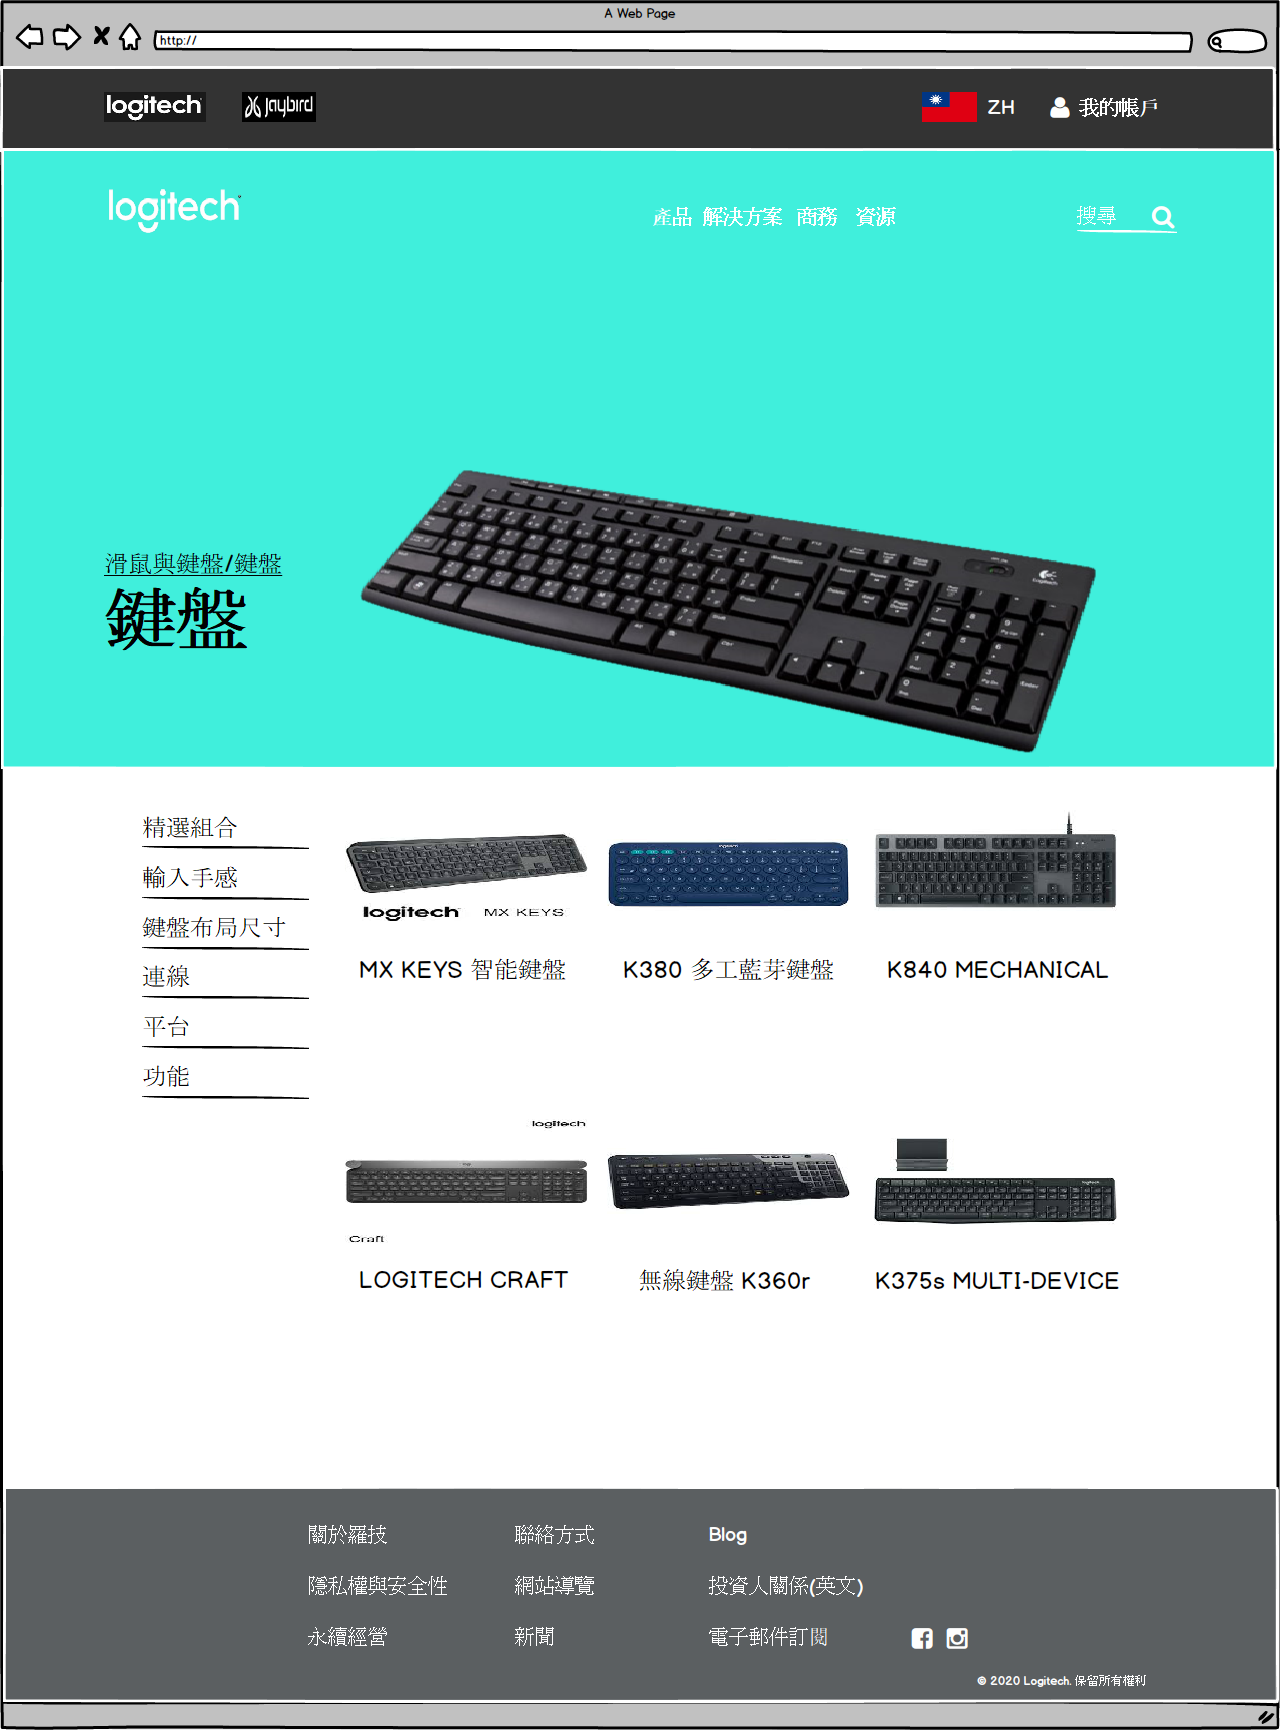 A Web Page
http://
logitech jaybird ZH 我的帳戶
logitech 產品 解決方案 商務 資源 搜尋
滑鼠與鍵盤/鍵盤
鍵盤
精選組合
輸入手感
鍵盤布局尺寸
連線
平台
功能
logitech MX KEYS
MX KEYS 智能鍵盤 K380 多工藍芽鍵盤 K840 MECHANICAL
logitech
Craft
LOGITECH CRAFT 無線鍵盤 K360r K375s MULTI-DEVICE
關於羅技 聯絡方式 Blog
隱私權與安全性 網站導覽 投資人關係(英文)
永續經營 新聞 電子郵件訂閱
© 2020 Logitech. 保留所有權利